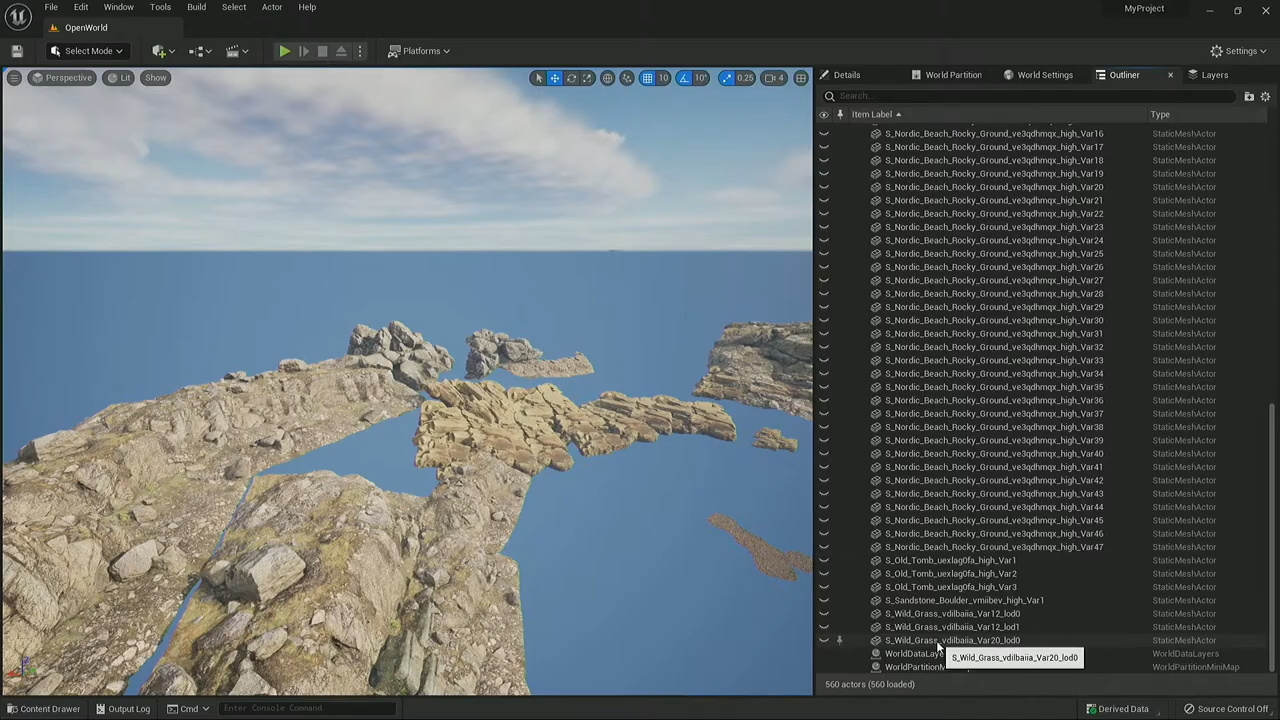 File Edit Window Tools Build Select Actor Help MyProject
OpenWorld
Select Mode Platforms Settings
Perspective Lit Show 10 10° 0.25 4
Details World Partition World Settings Outliner Layers
Search...
Item Label Type
S_Nordic_Beach_Rocky_Ground_ve3qdhmqx_high_Var16 StaticMeshActor
S_Nordic_Beach_Rocky_Ground_ve3qdhmqx_high_Var17 StaticMeshActor
S_Nordic_Beach_Rocky_Ground_ve3qdhmqx_high_Var18 StaticMeshActor
S_Nordic_Beach_Rocky_Ground_ve3qdhmqx_high_Var19 StaticMeshActor
S_Nordic_Beach_Rocky_Ground_ve3qdhmqx_high_Var20 StaticMeshActor
S_Nordic_Beach_Rocky_Ground_ve3qdhmqx_high_Var21 StaticMeshActor
S_Nordic_Beach_Rocky_Ground_ve3qdhmqx_high_Var22 StaticMeshActor
S_Nordic_Beach_Rocky_Ground_ve3qdhmqx_high_Var23 StaticMeshActor
S_Nordic_Beach_Rocky_Ground_ve3qdhmqx_high_Var24 StaticMeshActor
S_Nordic_Beach_Rocky_Ground_ve3qdhmqx_high_Var25 StaticMeshActor
S_Nordic_Beach_Rocky_Ground_ve3qdhmqx_high_Var26 StaticMeshActor
S_Nordic_Beach_Rocky_Ground_ve3qdhmqx_high_Var27 StaticMeshActor
S_Nordic_Beach_Rocky_Ground_ve3qdhmqx_high_Var28 StaticMeshActor
S_Nordic_Beach_Rocky_Ground_ve3qdhmqx_high_Var29 StaticMeshActor
S_Nordic_Beach_Rocky_Ground_ve3qdhmqx_high_Var30 StaticMeshActor
S_Nordic_Beach_Rocky_Ground_ve3qdhmqx_high_Var31 StaticMeshActor
S_Nordic_Beach_Rocky_Ground_ve3qdhmqx_high_Var32 StaticMeshActor
S_Nordic_Beach_Rocky_Ground_ve3qdhmqx_high_Var33 StaticMeshActor
S_Nordic_Beach_Rocky_Ground_ve3qdhmqx_high_Var34 StaticMeshActor
S_Nordic_Beach_Rocky_Ground_ve3qdhmqx_high_Var35 StaticMeshActor
S_Nordic_Beach_Rocky_Ground_ve3qdhmqx_high_Var36 StaticMeshActor
S_Nordic_Beach_Rocky_Ground_ve3qdhmqx_high_Var37 StaticMeshActor
S_Nordic_Beach_Rocky_Ground_ve3qdhmqx_high_Var38 StaticMeshActor
S_Nordic_Beach_Rocky_Ground_ve3qdhmqx_high_Var39 StaticMeshActor
S_Nordic_Beach_Rocky_Ground_ve3qdhmqx_high_Var40 StaticMeshActor
S_Nordic_Beach_Rocky_Ground_ve3qdhmqx_high_Var41 StaticMeshActor
S_Nordic_Beach_Rocky_Ground_ve3qdhmqx_high_Var42 StaticMeshActor
S_Nordic_Beach_Rocky_Ground_ve3qdhmqx_high_Var43 StaticMeshActor
S_Nordic_Beach_Rocky_Ground_ve3qdhmqx_high_Var44 StaticMeshActor
S_Nordic_Beach_Rocky_Ground_ve3qdhmqx_high_Var45 StaticMeshActor
S_Nordic_Beach_Rocky_Ground_ve3qdhmqx_high_Var46 StaticMeshActor
S_Nordic_Beach_Rocky_Ground_ve3qdhmqx_high_Var47 StaticMeshActor
S_Old_Tomb_uexlag0fa_high_Var1 StaticMeshActor
S_Old_Tomb_uexlag0fa_high_Var2 StaticMeshActor
S_Old_Tomb_uexlag0fa_high_Var3 StaticMeshActor
S_Sandstone_Boulder_vmiibev_high_Var1 StaticMeshActor
S_Wild_Grass_vdilbaiia_Var12_lod0 StaticMeshActor
S_Wild_Grass_vdilbaiia_Var12_lod1 StaticMeshActor
S_Wild_Grass_vdilbaiia_Var20_lod0 StaticMeshActor
WorldDataLaye WorldDataLayers
S_Wild_Grass_vdilbaiia_Var20_lod0
WorldPartition WorldPartitionMiniMap
560 actors (560 loaded)
Content Drawer Output Log Cmd Enter Console Command Derived Data Source Control Off